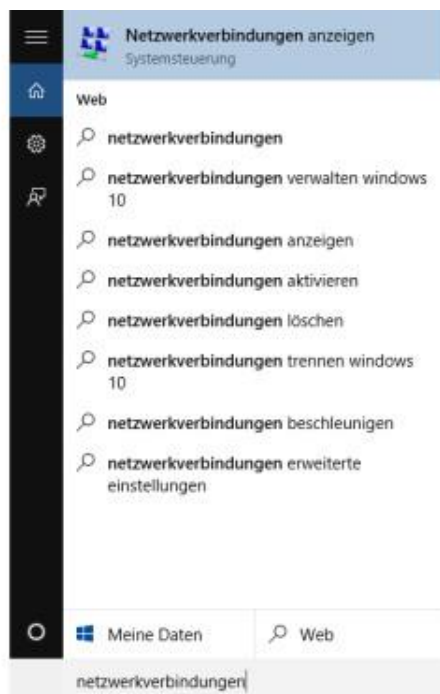 Netzwerkverbindungen anzeigen
Systemsteuerung
Web
netzwerkverbindungen
netzwerkverbindungen verwalten windows
10
netzwerkverbindungen anzeigen
netzwerkverbindungen aktivieren
netzwerkverbindungen löschen
netzwerkverbindungen trennen windows
10
netzwerkverbindungen beschleunigen
netzwerkverbindungen erweiterte
einstellungen
Meine Daten
Web
netzwerkverbindungen